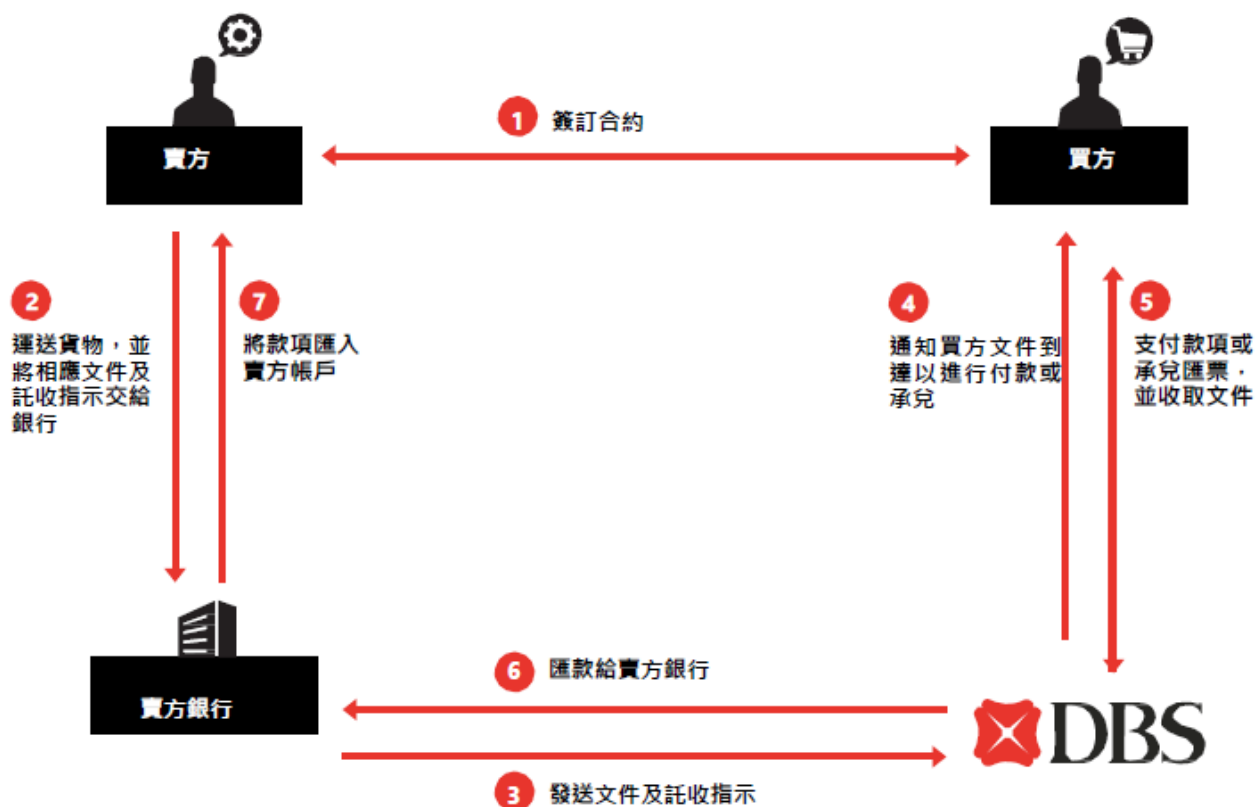 1 簽訂合約
賣方
買方
2
運送貨物，並
將相應文件及
託收指示交給
銀行
7
將款項匯入
賣方帳戶
4
通知買方文件到
達以進行付款或
承兌
5
支付款項或
承兌匯票，
並收取文件
賣方銀行
6 匯款給賣方銀行
DBS
3 發送文件及託收指示